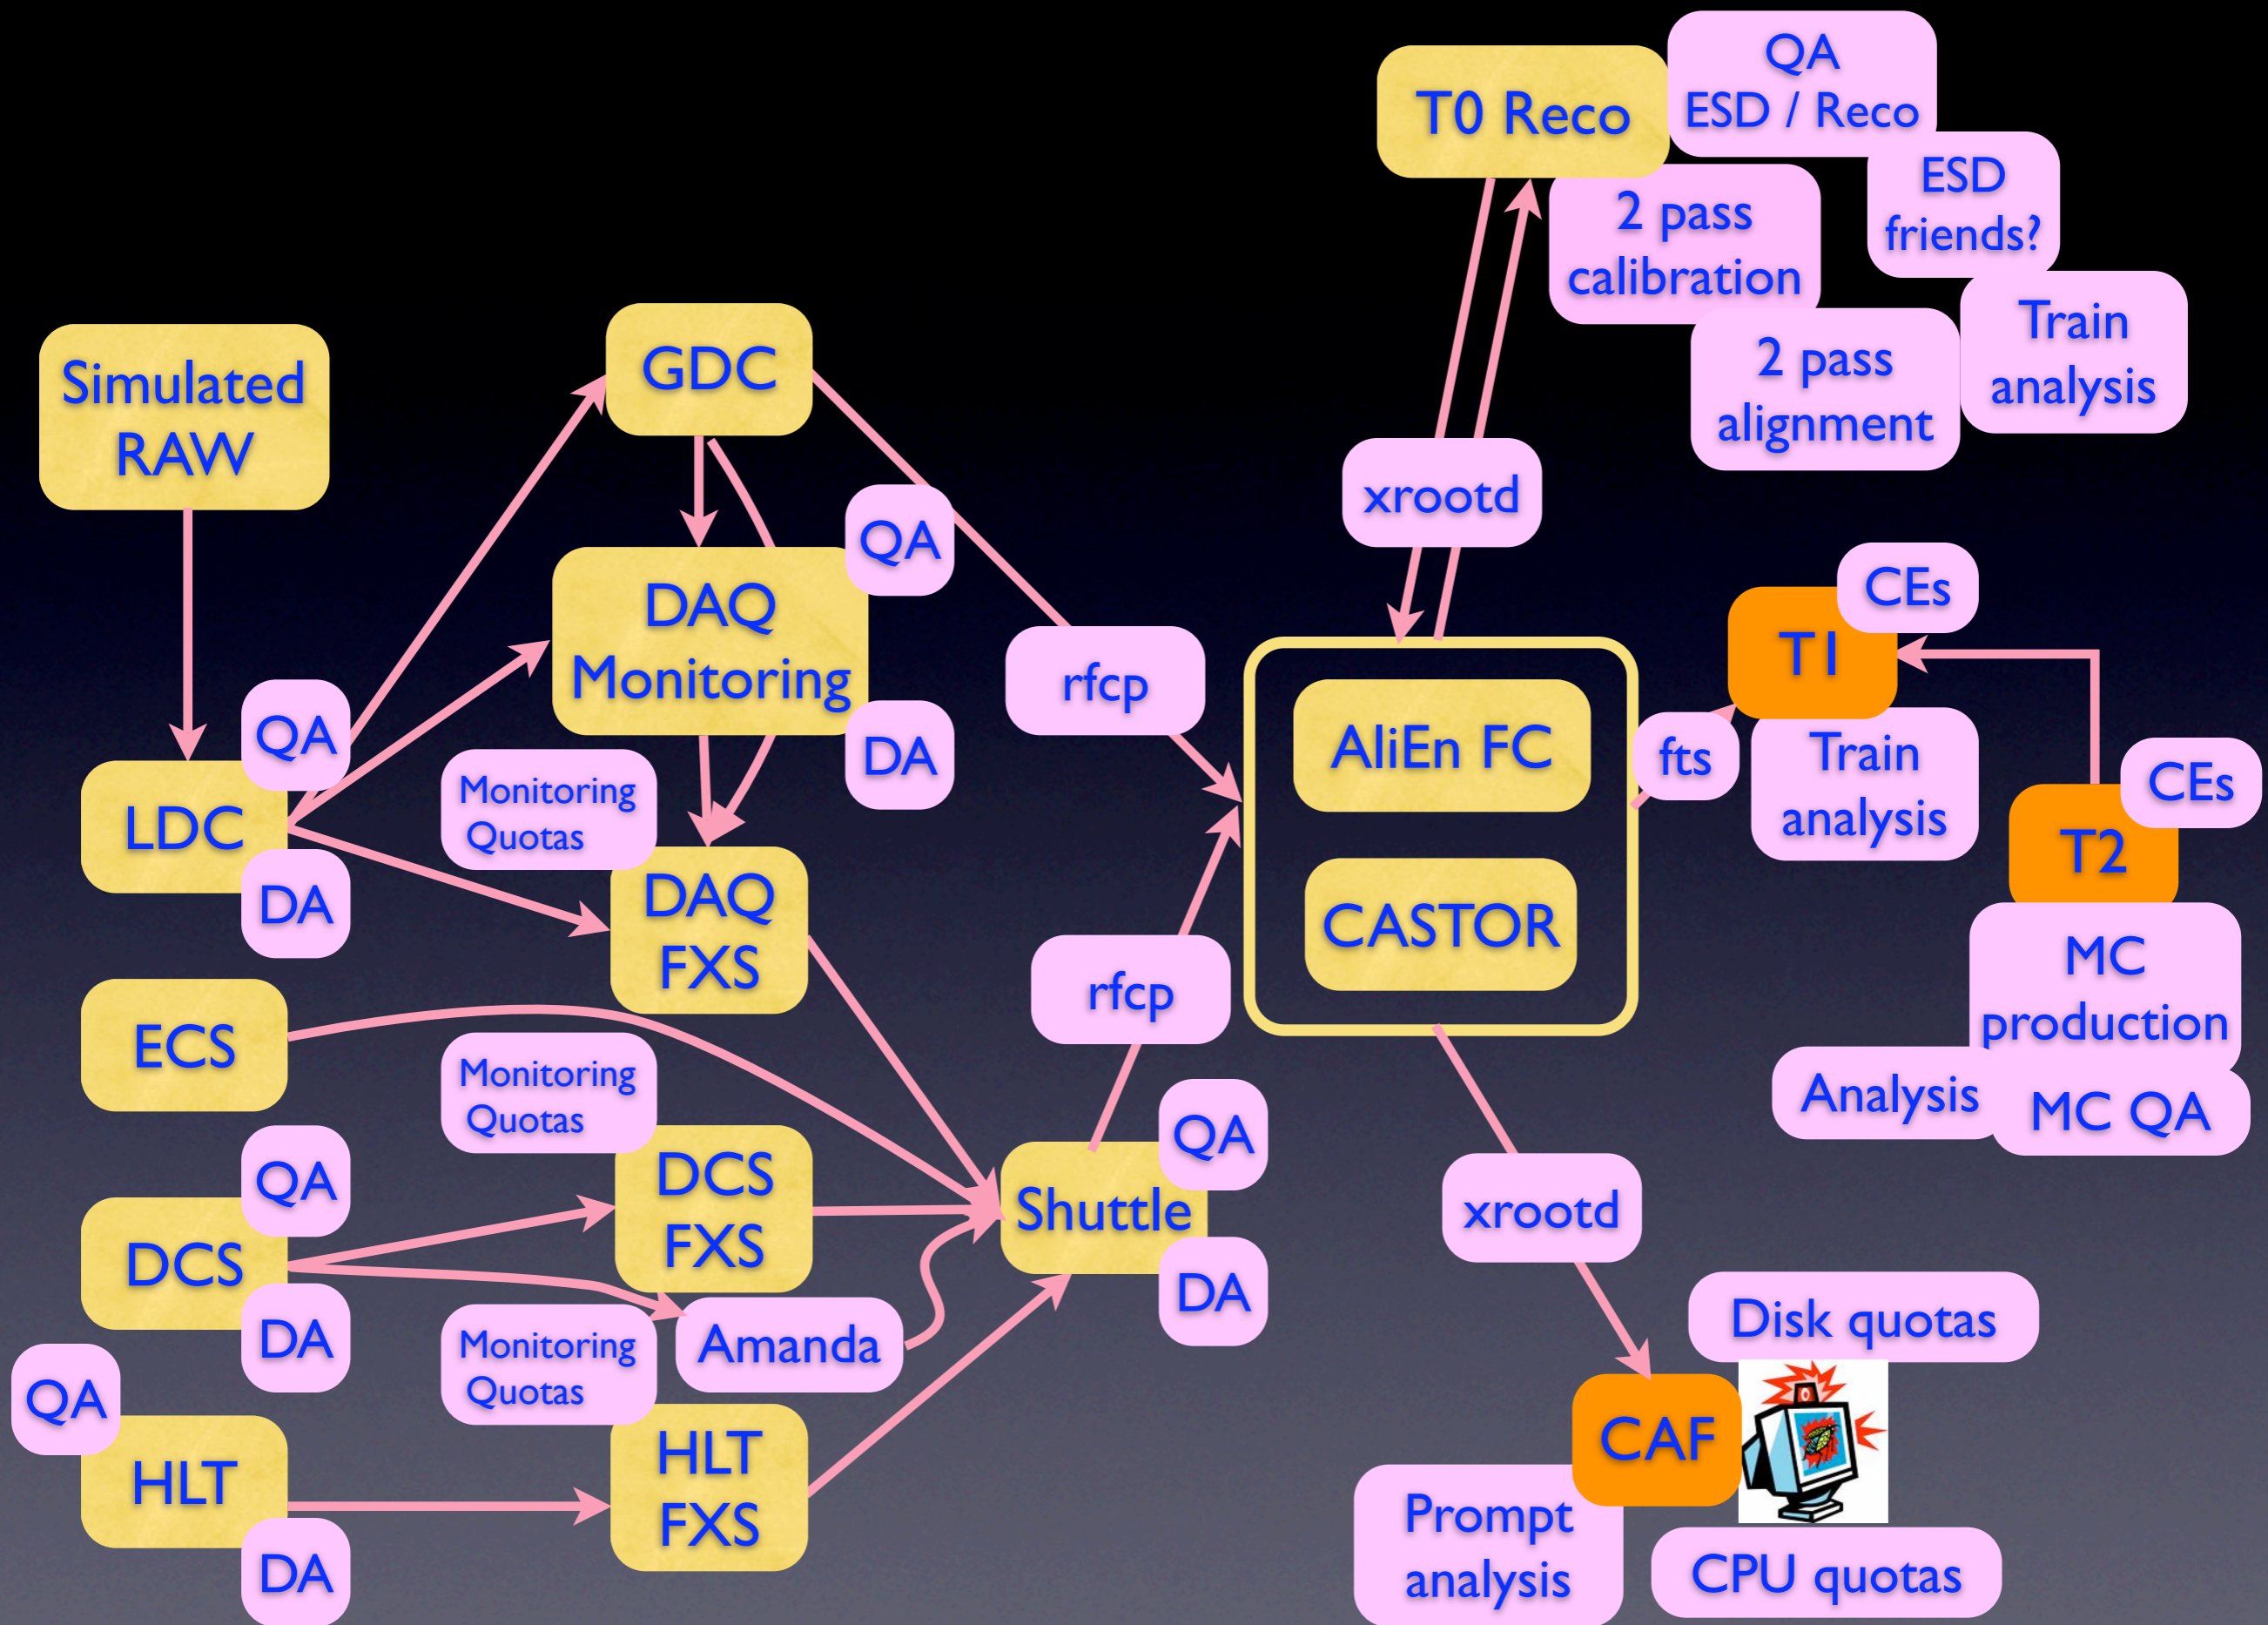 T0 Reco
QA
ESD / Reco
ESD
friends?
2 pass
calibration
Train
analysis
2 pass
alignment
Simulated
RAW
GDC
xrootd
QA
DAQ
Monitoring
DA
rfcp
CEs
T1
AliEn FC
fts
Train
analysis
CEs
T2
QA
LDC
DA
Monitoring
Quotas
DAQ
FXS
CASTOR
MC
production
Analysis
MC QA
rfcp
ECS
Monitoring
Quotas
QA
DCS
DA
DCS
FXS
QA
Shuttle
DA
xrootd
Monitoring
Quotas
Amanda
Disk quotas
CAF
QA
HLT
DA
HLT
FXS
Prompt
analysis
CPU quotas